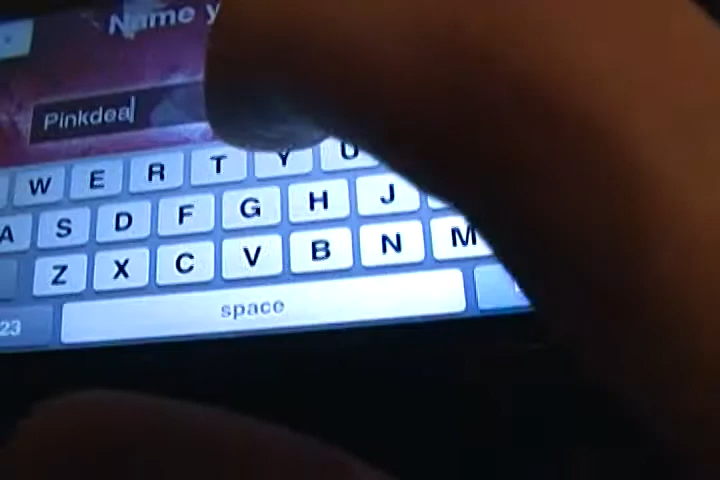 Name y
Pinkdea
W E R T Y U
A S D F G H J
Z X C V B N M
23 space